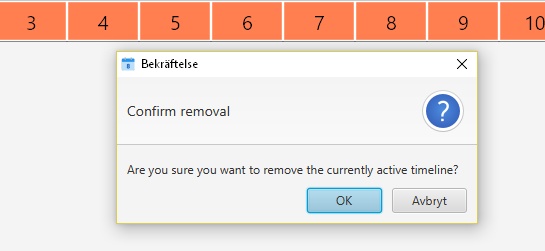 3 4 5 6 7 8 9 10
Bekräftelse
Confirm removal
?
Are you sure you want to remove the currently active timeline?
OK Avbryt